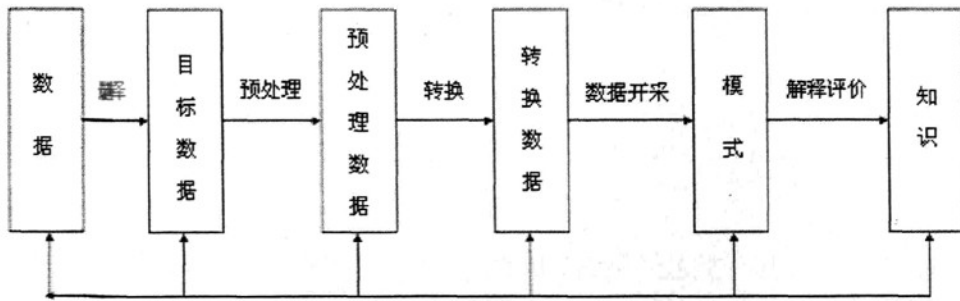 数据
目标数据
预处理
预处理数据
转换
转换数据
数据开采
模式
解释评价
知识